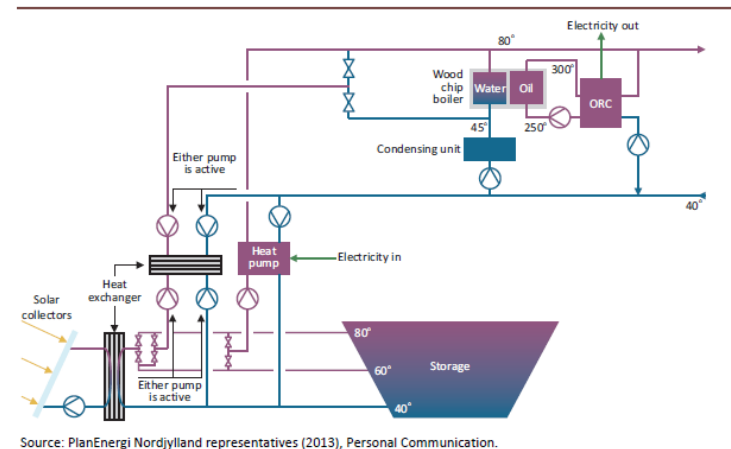 Electricity out
80°
Wood
chip
boiler
Water
Oil
300°
ORC
45°
250°
Condensing unit
Either pump
is active
40°
Heat
pump
Electricity in
Heat
exchanger
Solar
collectors
80°
60°
Storage
Either pump
is active
40°
Source: PlanEnergi Nordjylland representatives (2013), Personal Communication.